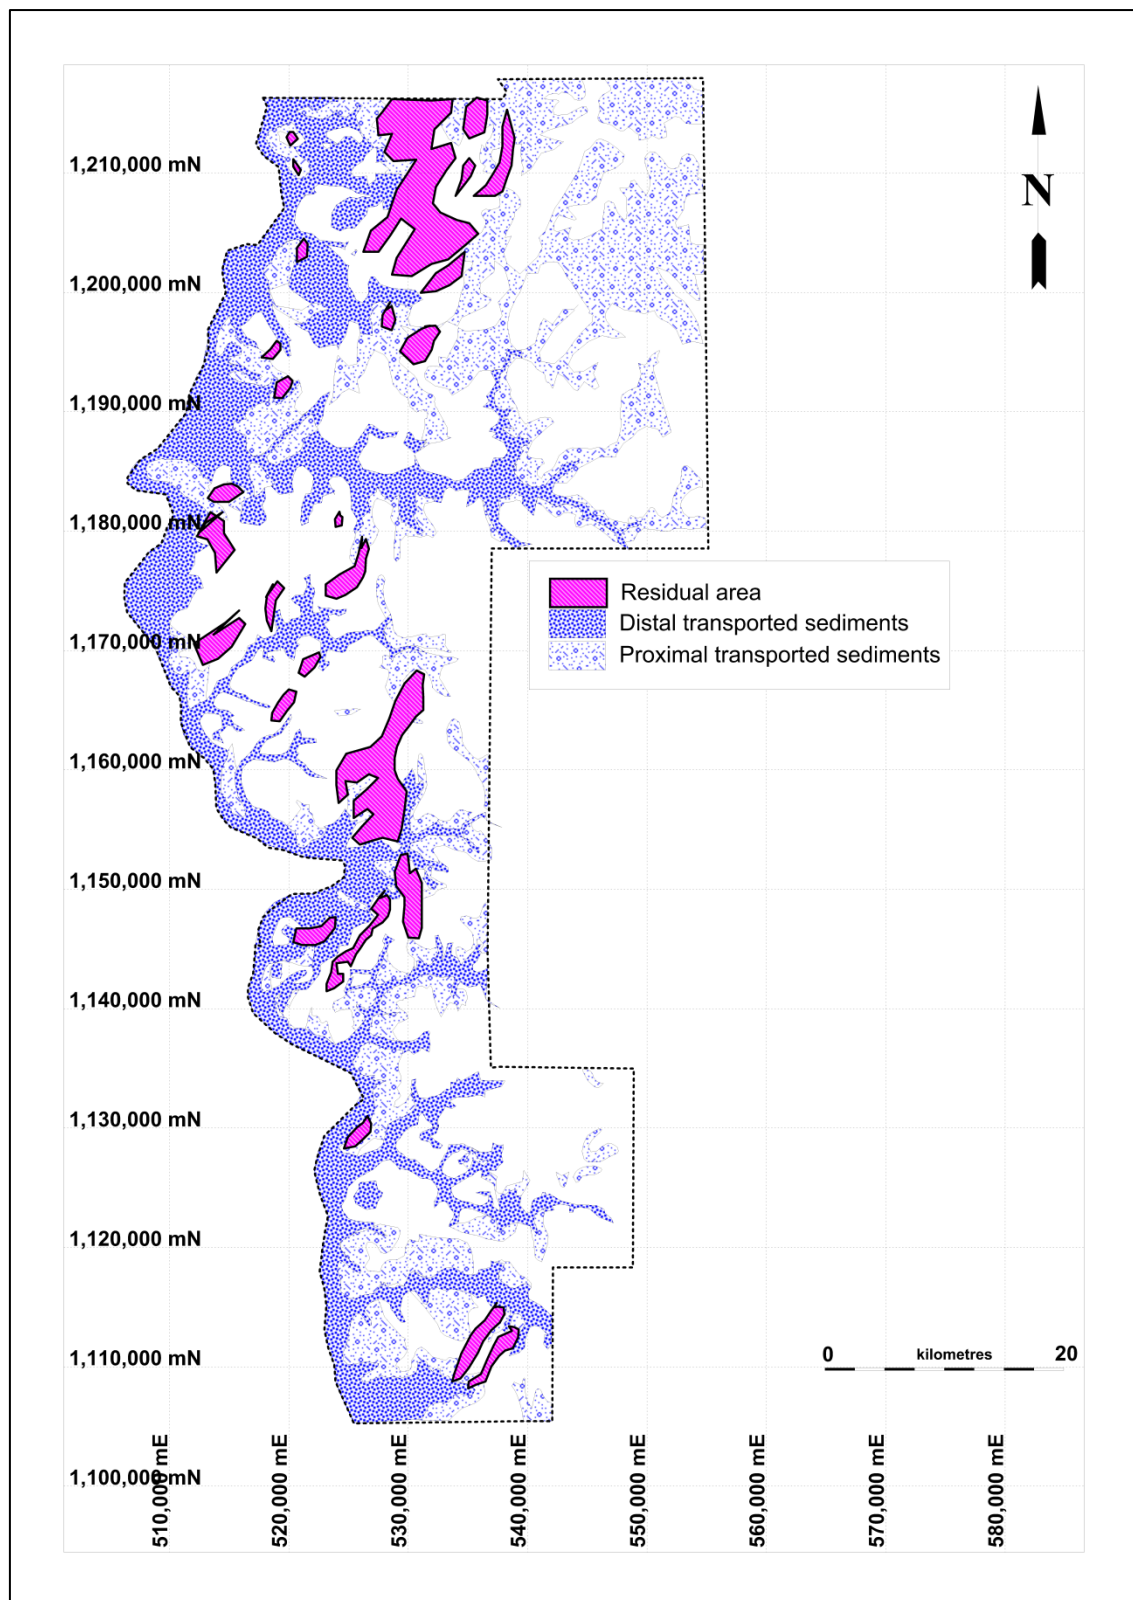 1,210,000 mN
N
1,200,000 mN
1,190,000 mN
1,180,000 mN
Residual area
Distal transported sediments
1,170,000 mN
Proximal transported sediments
1,160,000 mN
1,150,000 mN
1,140,000 mN
1,130,000 mN
1,120,000 mN
1,110,000 mN
0 kilometres 20
1,100,000 mN
510,000 mE
520,000 mE
530,000 mE
540,000 mE
550,000 mE
560,000 mE
570,000 mE
580,000 mE